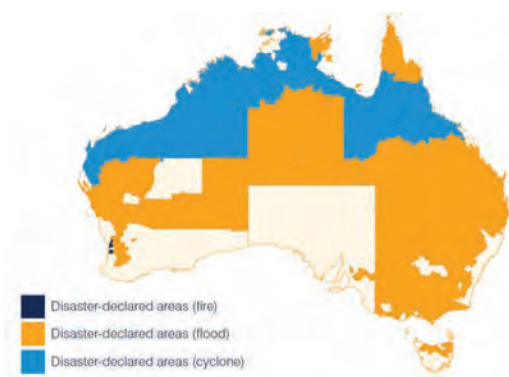 Disaster-declared areas (fire)
Disaster-declared areas (flood)
Disaster-declared areas (cyclone)